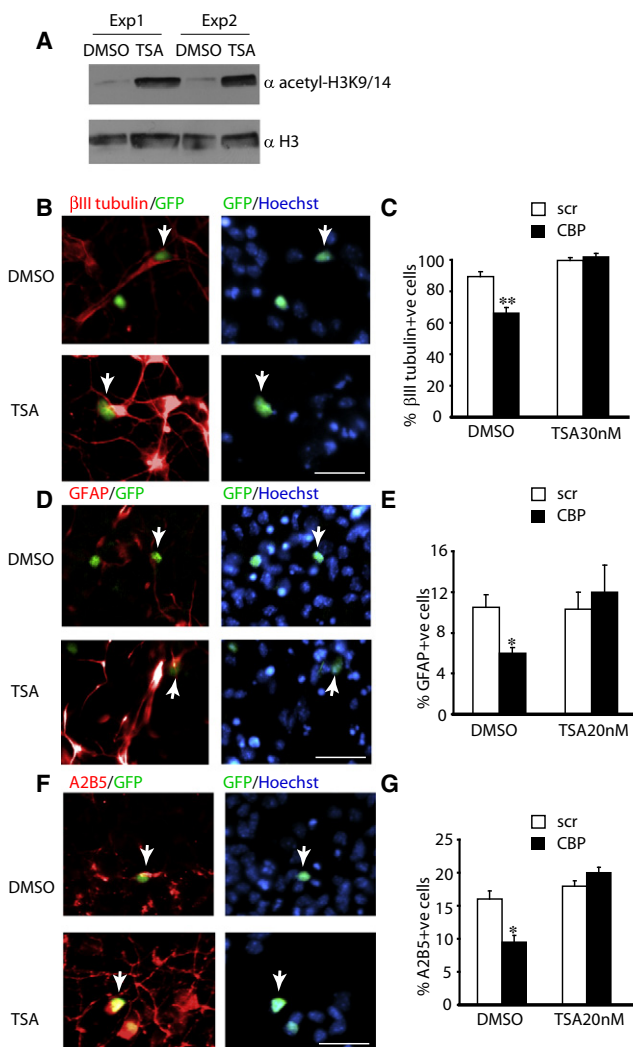 A
Exp1 Exp2
DMSO TSA DMSO TSA
α acetyl-H3K9/14
α H3
B
βIII tubulin/GFP GFP/Hoechst
DMSO
TSA
C
scr
CBP
% βIII tubulin+ve cells
100
80
60
40
20
0
**
DMSO TSA30nM
D
GFAP/GFP GFP/Hoechst
DMSO
TSA
E
scr
CBP
% GFAP+ve cells
16
12
8
4
0
*
DMSO TSA20nM
F
A2B5/GFP GFP/Hoechst
DMSO
TSA
G
scr
CBP
% A2B5+ve cells
25
20
15
10
5
0
*
DMSO TSA20nM